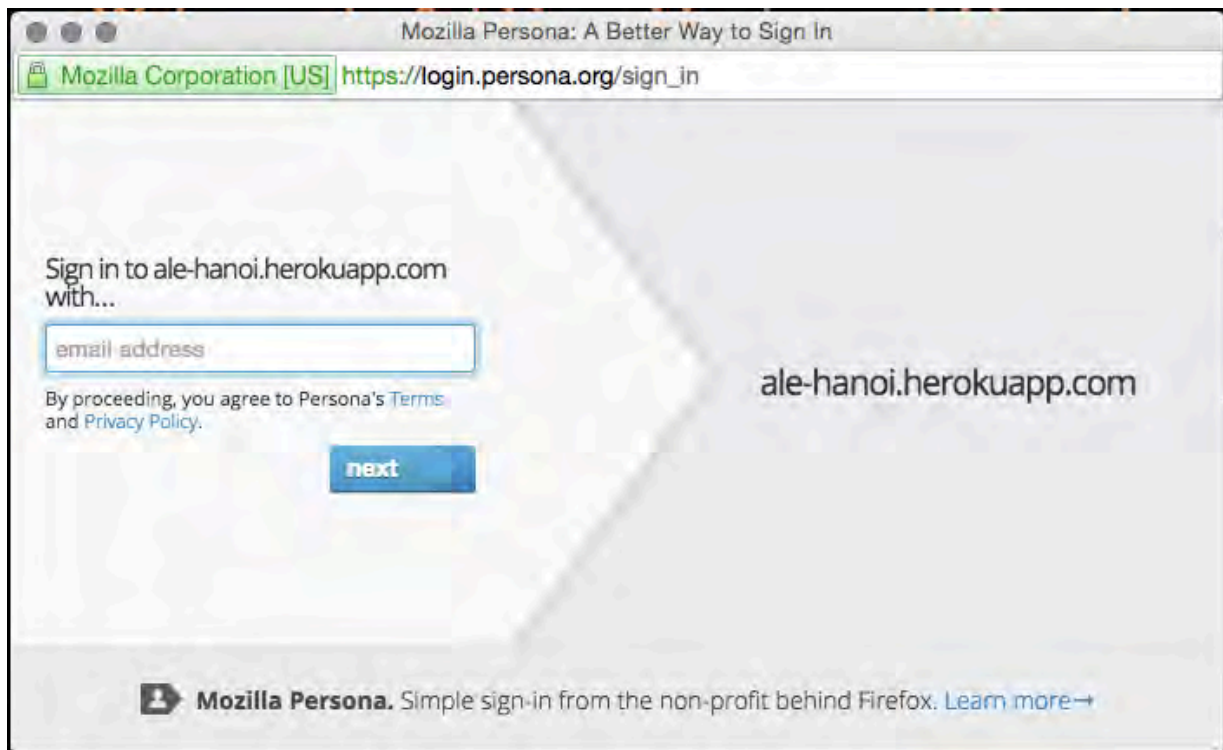 Mozilla Persona: A Better Way to Sign In
Mozilla Corporation [US] https://login.persona.org/sign_in
Sign in to ale-hanoi.herokuapp.com
with...
email address
By proceeding, you agree to Persona's Terms
and Privacy Policy.
next
ale-hanoi.herokuapp.com
Mozilla Persona. Simple sign-in from the non-profit behind Firefox. Learn more→